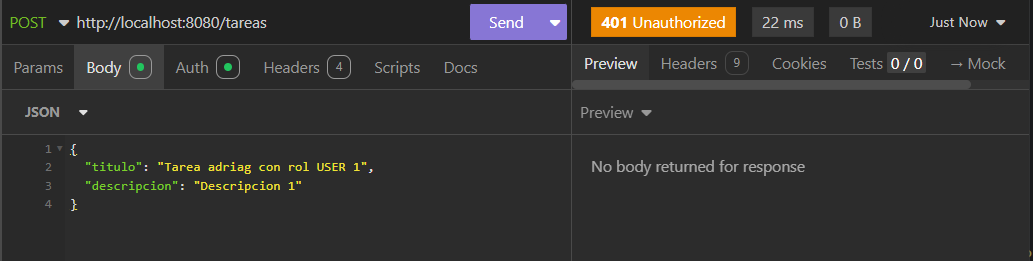 POST http://localhost:8080/tareas Send 401 Unauthorized 22 ms 0 B Just Now
Params Body Auth Headers 4 Scripts Docs Preview Headers 9 Cookies Tests 0 / 0 → Mock
JSON Preview
1 {
2 "titulo": "Tarea adriag con rol USER 1",
3 "descripcion": "Descripcion 1"
4 }
No body returned for response